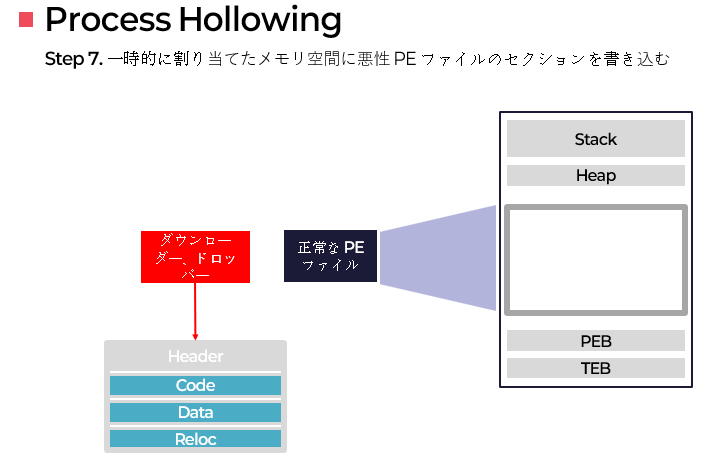 Process Hollowing
Step 7. 一時的に割り当てたメモリ空間に悪性 PE ファイルのセクションを書き込む
Stack
Heap
ダウンロー
ダー、ドロッ
パー
正常な PE
ファイル
PEB
TEB
Header
Code
Data
Reloc